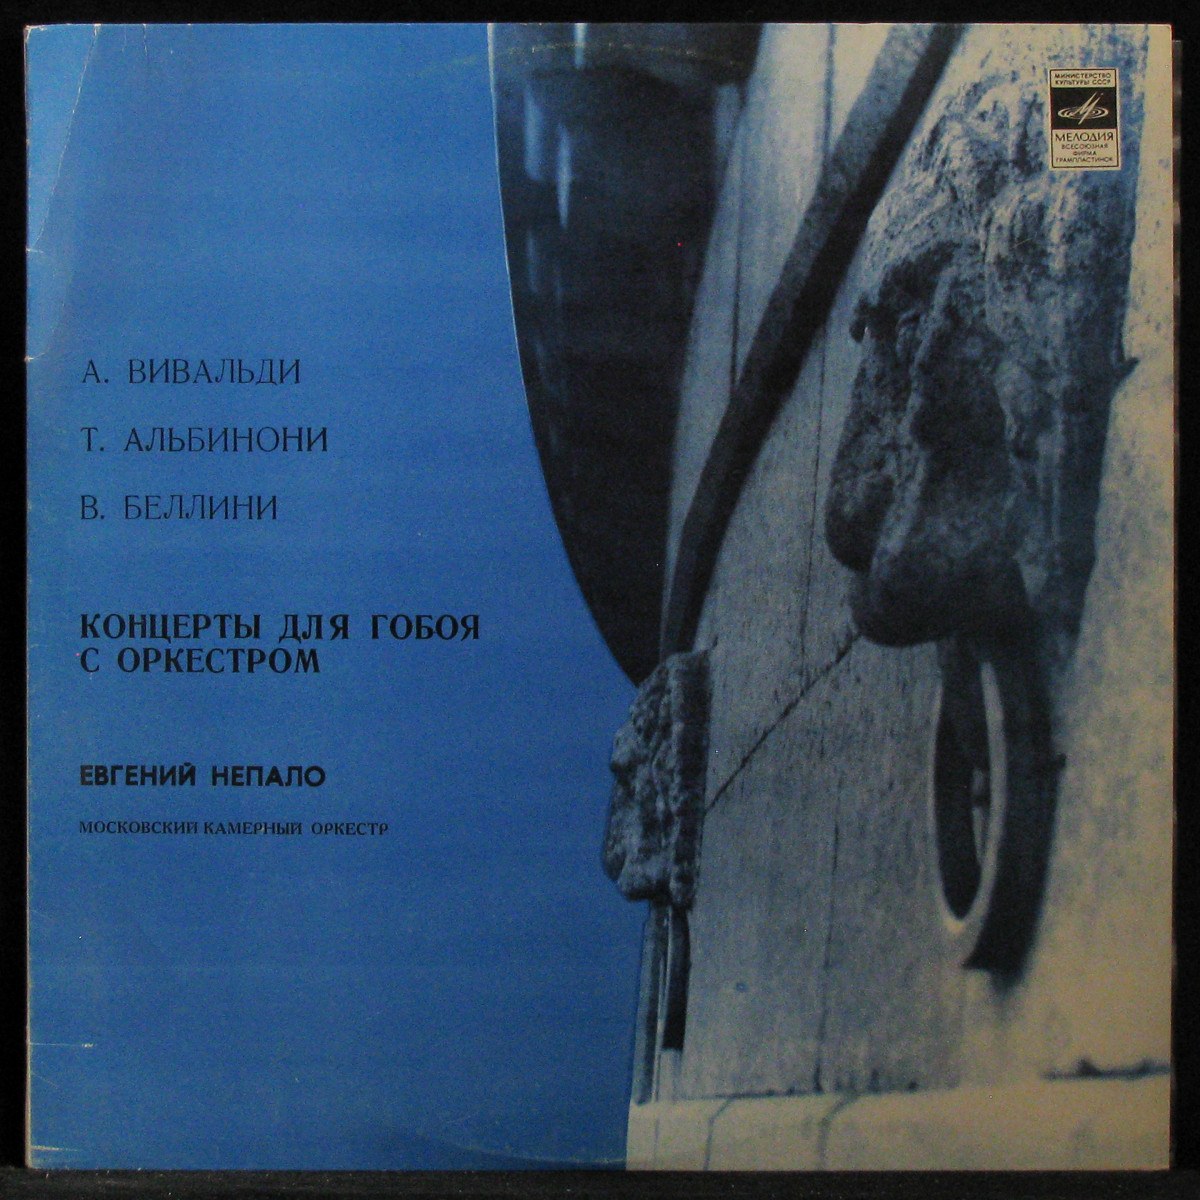 МИНИСТЕРСТВО
КУЛЬТУРЫ СССР
МЕЛОДИЯ
ВСЕСОЮЗНАЯ
ФИРМА
ГРАМПЛАСТИНОК
А. ВИВАЛЬДИ
Т. АЛЬБИНОНИ
В. БЕЛЛИНИ
КОНЦЕРТЫ ДЛЯ ГОБОЯ
С ОРКЕСТРОМ
ЕВГЕНИЙ НЕПАЛО
МОСКОВСКИЙ КАМЕРНЫЙ ОРКЕСТР